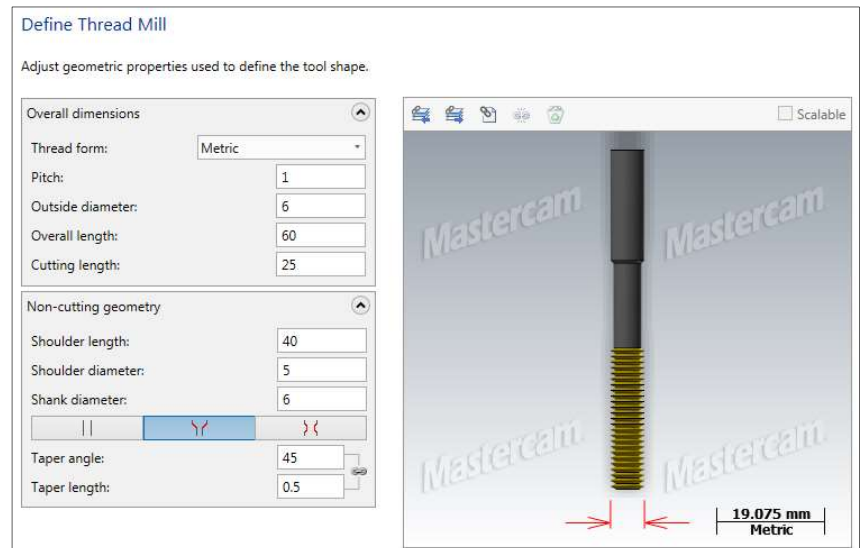 Define Thread Mill
Adjust geometric properties used to define the tool shape.
Overall dimensions
Thread form: Metric
Pitch: 1
Outside diameter: 6
Overall length: 60
Cutting length: 25
Non-cutting geometry
Shoulder length: 40
Shoulder diameter: 5
Shank diameter: 6
Taper angle: 45
Taper length: 0.5
Scalable
Mastercam Mastercam
Mastercam Mastercam
19.075 mm
Metric